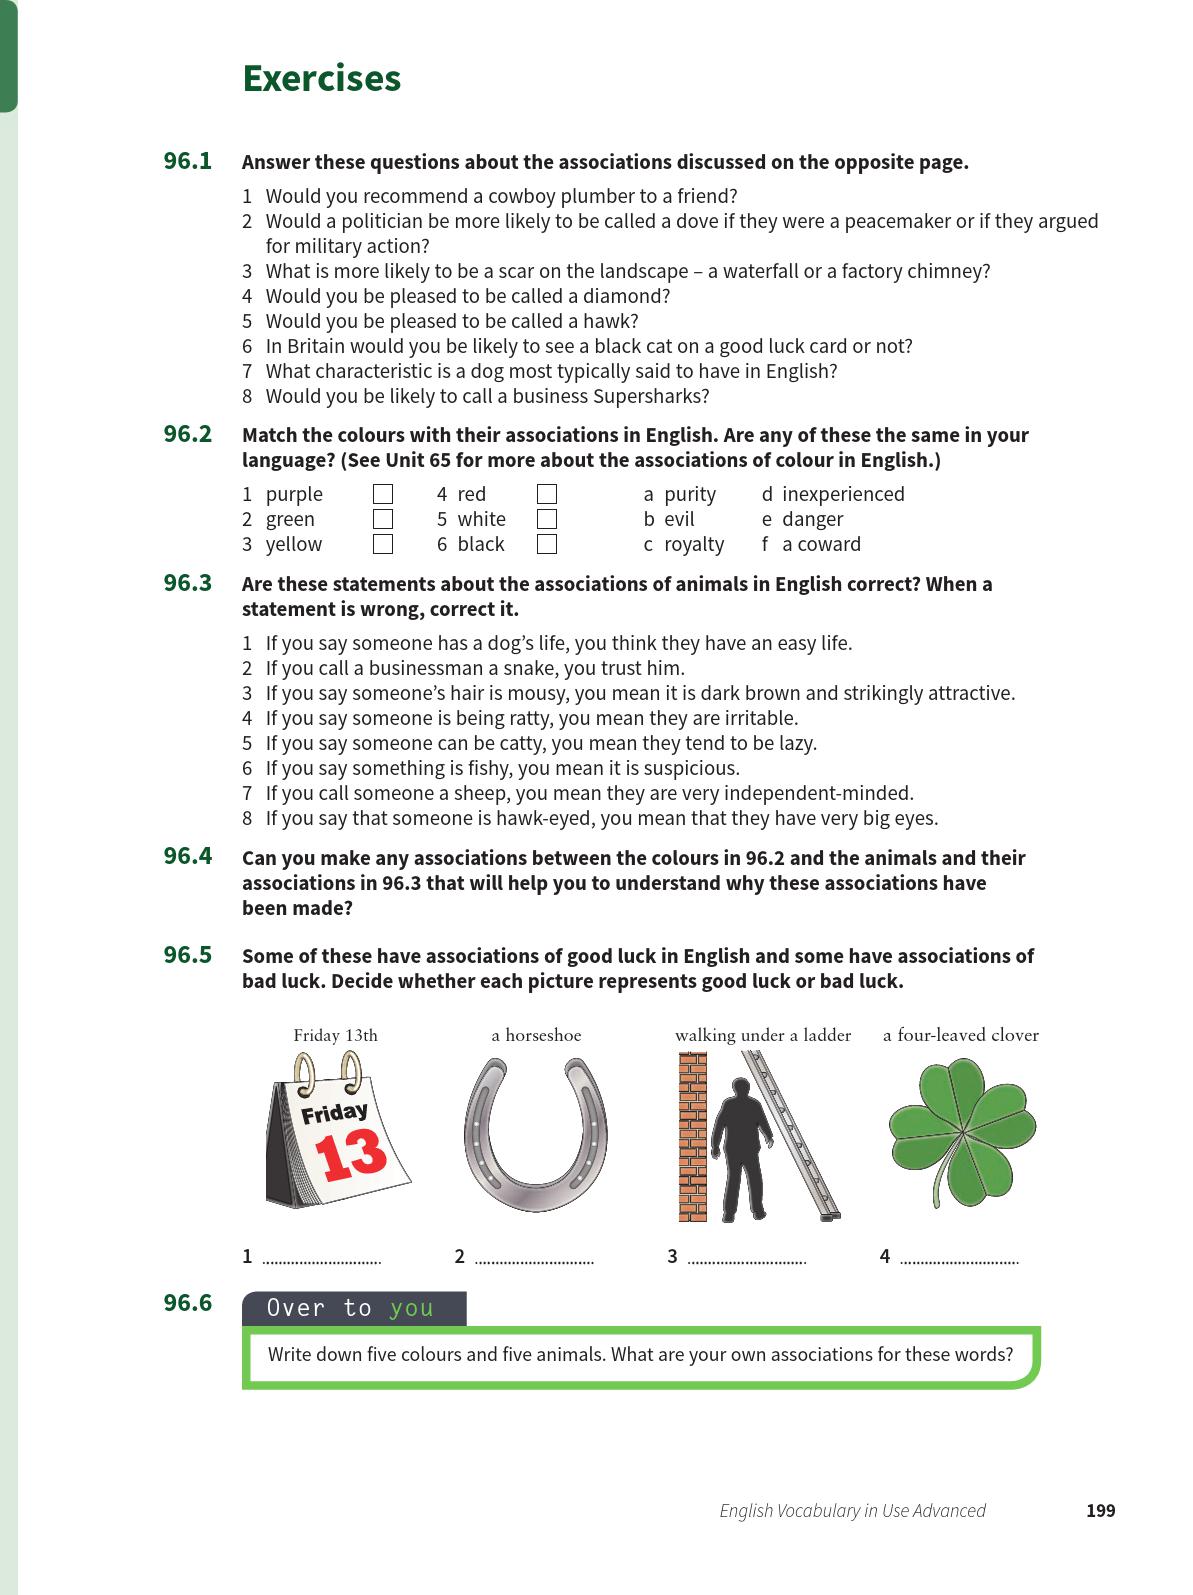 Exercises
96.1 Answer these questions about the associations discussed on the opposite page.
1 Would you recommend a cowboy plumber to a friend?
2 Would a politician be more likely to be called a dove if they were a peacemaker or if they argued
for military action?
3 What is more likely to be a scar on the landscape – a waterfall or a factory chimney?
4 Would you be pleased to be called a diamond?
5 Would you be pleased to be called a hawk?
6 In Britain would you be likely to see a black cat on a good luck card or not?
7 What characteristic is a dog most typically said to have in English?
8 Would you be likely to call a business Supersharks?
96.2 Match the colours with their associations in English. Are any of these the same in your
language? (See Unit 65 for more about the associations of colour in English.)
1 purple 4 red a purity d inexperienced
2 green 5 white b evil e danger
3 yellow 6 black c royalty f a coward
96.3 Are these statements about the associations of animals in English correct? When a
statement is wrong, correct it.
1 If you say someone has a dog’s life, you think they have an easy life.
2 If you call a businessman a snake, you trust him.
3 If you say someone’s hair is mousy, you mean it is dark brown and strikingly attractive.
4 If you say someone is being ratty, you mean they are irritable.
5 If you say someone can be catty, you mean they tend to be lazy.
6 If you say something is fishy, you mean it is suspicious.
7 If you call someone a sheep, you mean they are very independent-minded.
8 If you say that someone is hawk-eyed, you mean that they have very big eyes.
96.4 Can you make any associations between the colours in 96.2 and the animals and their
associations in 96.3 that will help you to understand why these associations have
been made?
96.5 Some of these have associations of good luck in English and some have associations of
bad luck. Decide whether each picture represents good luck or bad luck.
Friday 13th a horseshoe walking under a ladder a four-leaved clover
Friday
13
1 ............................. 2 ............................. 3 ............................. 4 .............................
96.6 Over to you
Write down five colours and five animals. What are your own associations for these words?
English Vocabulary in Use Advanced 199